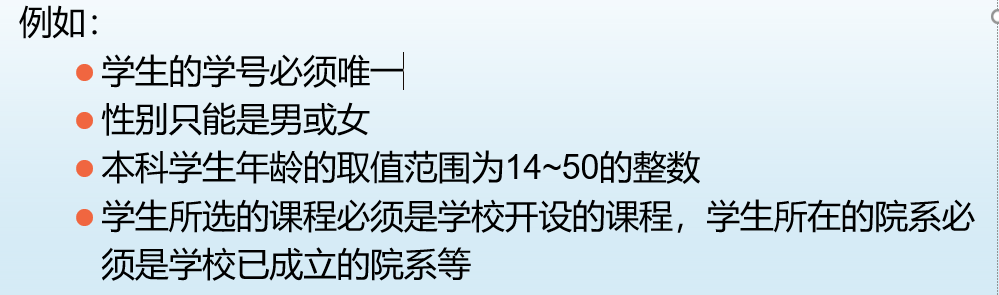 例如：
学生的学号必须唯一
性别只能是男或女
本科学生年龄的取值范围为14~50的整数
学生所选的课程必须是学校开设的课程，学生所在的院系必
须是学校已成立的院系等